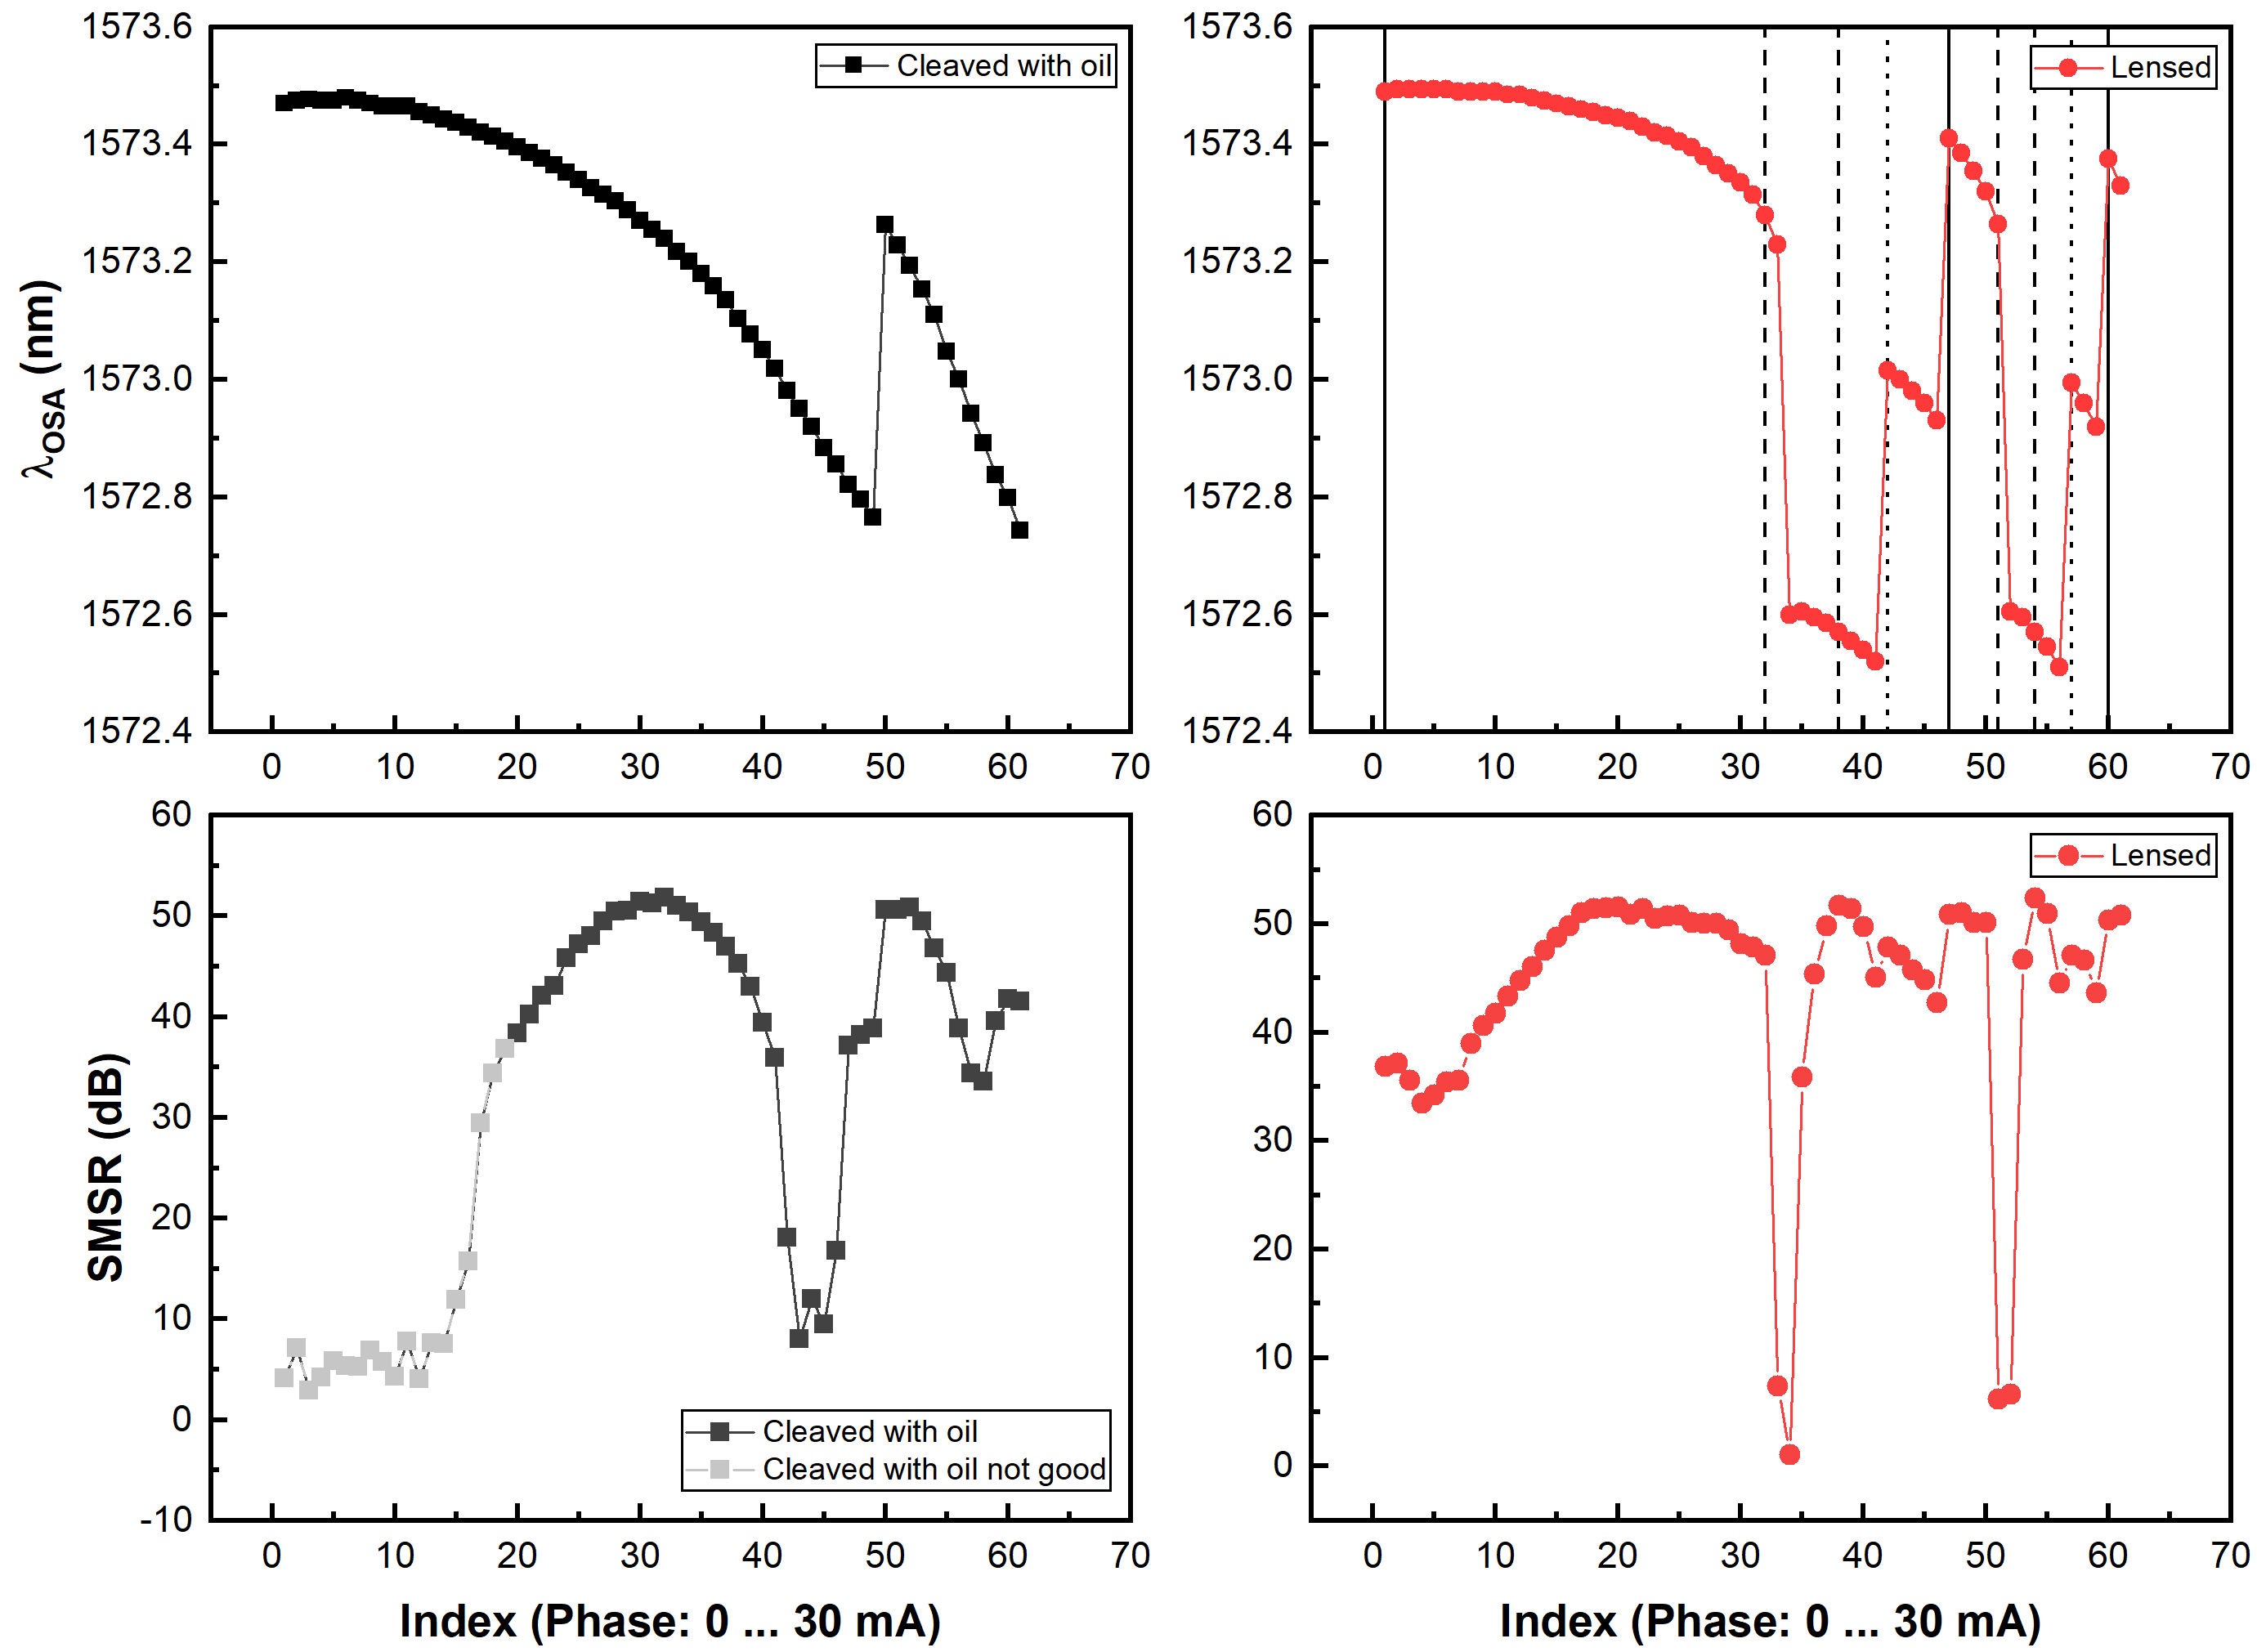 1573.6
1573.4
1573.2
1573.0
1572.8
1572.6
1572.4
λOSA (nm)
Cleaved with oil
0 10 20 30 40 50 60 70
1573.6
1573.4
1573.2
1573.0
1572.8
1572.6
1572.4
Lensed
0 10 20 30 40 50 60 70
60
50
40
30
20
10
0
-10
SMSR (dB)
Cleaved with oil
Cleaved with oil not good
0 10 20 30 40 50 60 70
Index (Phase: 0 ... 30 mA)
60
50
40
30
20
10
0
Lensed
0 10 20 30 40 50 60 70
Index (Phase: 0 ... 30 mA)